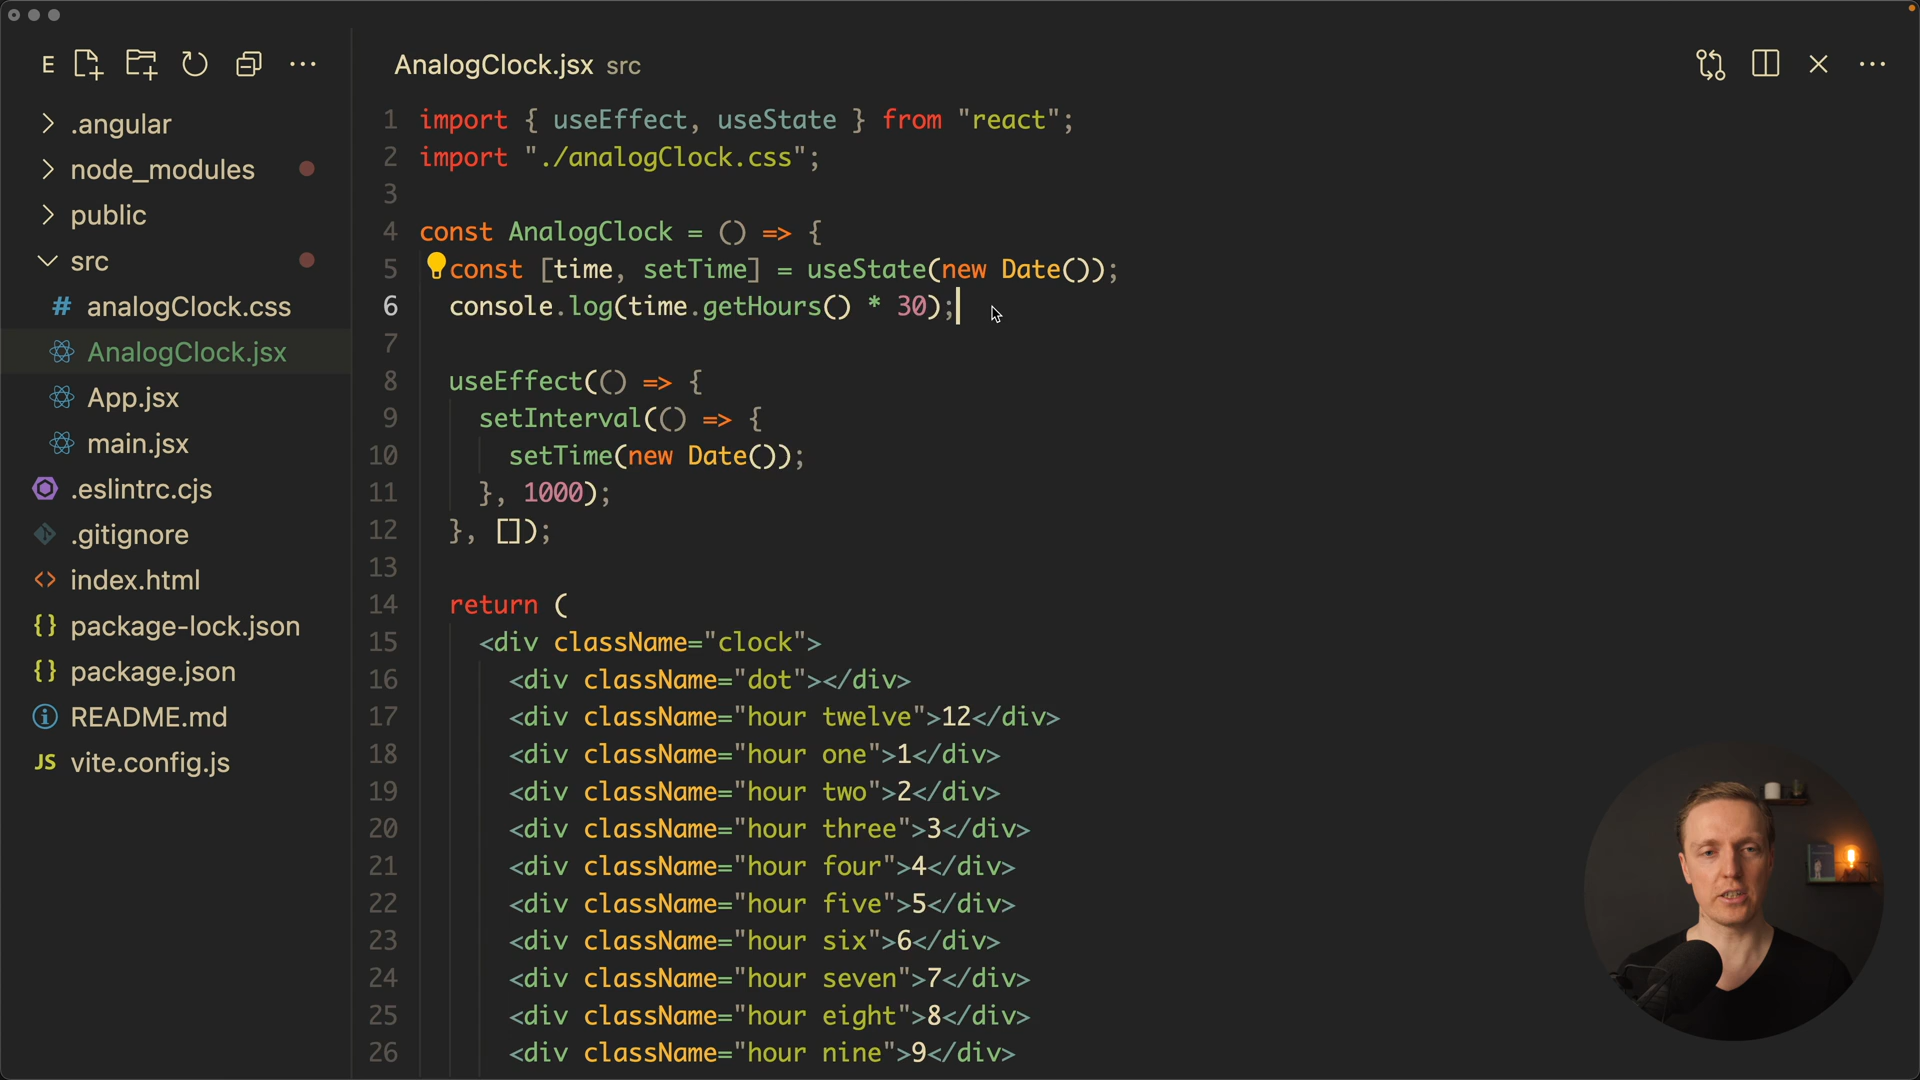 E
.angular
node_modules
public
src
analogClock.css
AnalogClock.jsx
App.jsx
main.jsx
.eslintrc.cjs
.gitignore
index.html
package-lock.json
package.json
README.md
JS vite.config.js
AnalogClock.jsx src
1 import { useEffect, useState } from "react";
2 import "./analogClock.css";
3
4 const AnalogClock = () => {
5 const [time, setTime] = useState(new Date());
6 console.log(time.getHours() * 30);
7
8 useEffect(() => {
9 setInterval(() => {
10 setTime(new Date());
11 }, 1000);
12 }, []);
13
14 return (
15 <div className="clock">
16 <div className="dot"></div>
17 <div className="hour twelve">12</div>
18 <div className="hour one">1</div>
19 <div className="hour two">2</div>
20 <div className="hour three">3</div>
21 <div className="hour four">4</div>
22 <div className="hour five">5</div>
23 <div className="hour six">6</div>
24 <div className="hour seven">7</div>
25 <div className="hour eight">8</div>
26 <div className="hour nine">9</div>